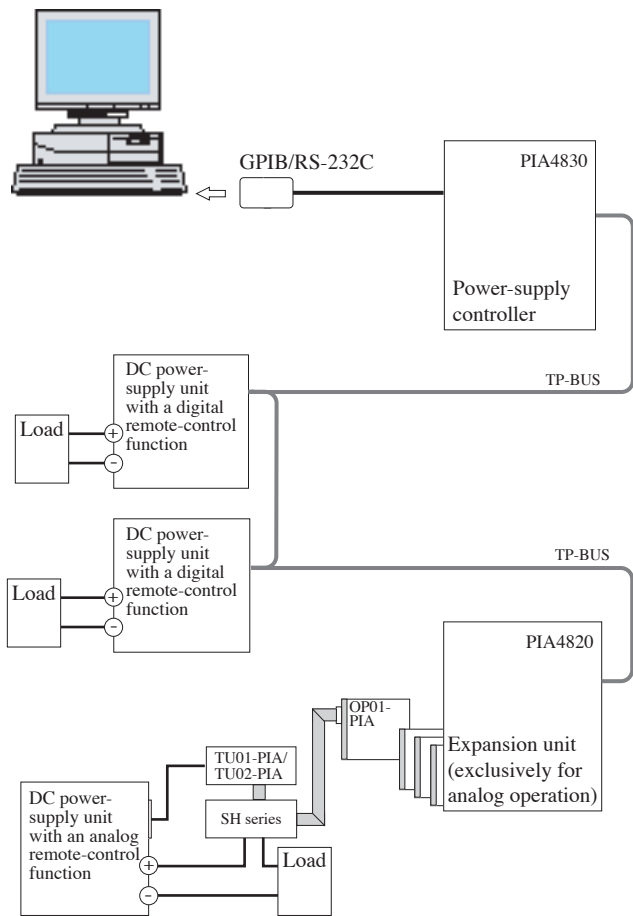 GPIB/RS-232C
PIA4830
Power-supply
controller
TP-BUS
DC power-
supply unit
with a digital
remote-control
function
Load
+
-
TP-BUS
DC power-
supply unit
with a digital
remote-control
function
Load
+
-
PIA4820
Expansion unit
(exclusively for
analog operation)
OP01-
PIA
TU01-PIA/
TU02-PIA
SH series
DC power-
supply unit
with an analog
remote-control
function
+
-
Load